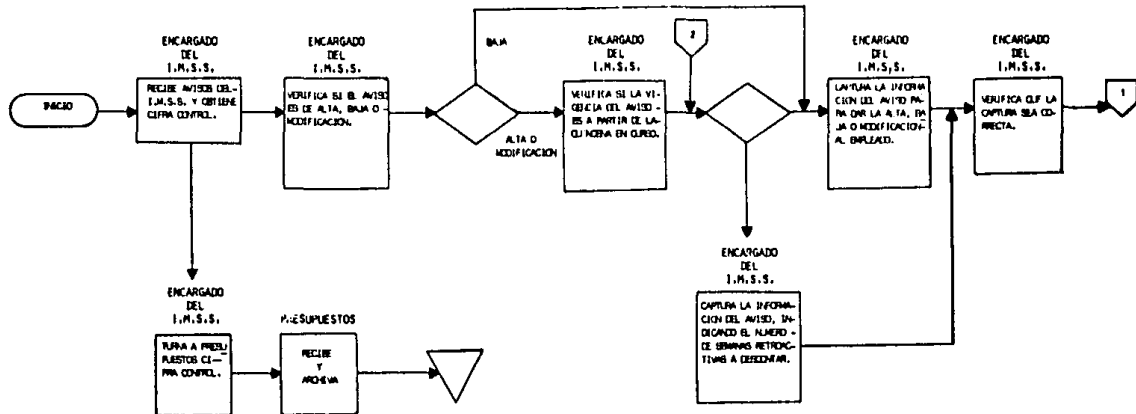 INICIO
ENCARGADO
DEL
I.M.S.S.
RECIBE AVISOS DEL-
I.M.S.S. Y OBTIENE
CIFRA CONTROL.
ENCARGADO
DEL
I.M.S.S.
VERIFICA SI EL AVISO
ES DE ALTA, BAJA O -
MODIFICACION.
BAJA
ALTA O
MODIFICACION
ENCARGADO
DEL
I.M.S.S.
VERIFICA SI LA VI-
GENCIA DEL AVISO -
ES A PARTIR DE LA-
QUINCENA EN CURSO.
2
ENCARGADO
DEL
I.M.S.S.
CAPTURA LA INFORMA-
CION DEL AVISO PA-
RA DAR LA ALTA, BA
JA O MODIFICACION-
AL EMPLEADO.
ENCARGADO
DEL
I.M.S.S.
VERIFICA QUE LA
CAPTURA SEA CO-
RRECTA.
1
ENCARGADO
DEL
I.M.S.S.
CAPTURA LA INFORMA-
CION DEL AVISO, IN-
DICANDO EL NUMERO -
DE SEMANAS RETROAC-
TIVAS A DESCONTAR.
ENCARGADO
DEL
I.M.S.S.
TURNA A PRESU
PUESTOS CI-
FRA CONTROL.
PRESUPUESTOS
RECIBE
Y
ARCHIVA